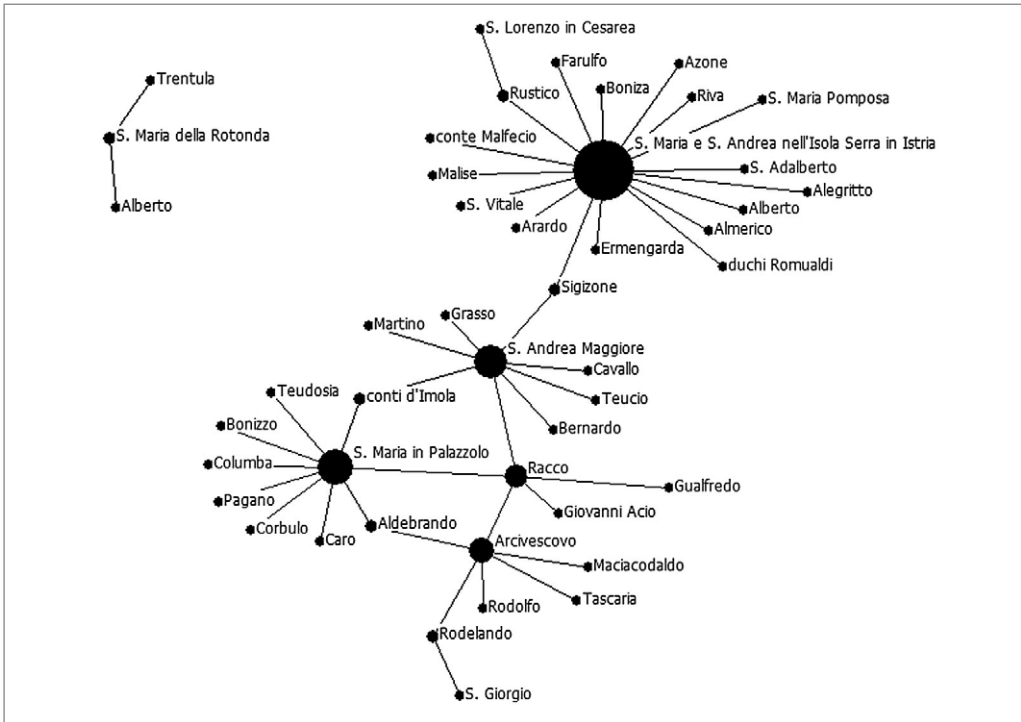 S. Lorenzo in Cesarea
Farulfo
Azone
Trentula
Boniza
Rustico
Riva
S. Maria Pomposa
S. Maria della Rotonda
conte Malfecio
S. Maria e S. Andrea nell'Isola Serra in Istria
S. Adalberto
Malise
Alegritto
S. Vitale
Alberto
Alberto
Arardo
Almerico
Ermengarda
duchi Romualdi
Sigizone
Grasso
Martino
S. Andrea Maggiore
Cavallo
Teudosia
conti d'Imola
Teucio
Bonizzo
Bernardo
S. Maria in Palazzolo
Columba
Racco
Gualfredo
Pagano
Giovanni Acio
Corbulo
Aldebrando
Caro
Arcivescovo
Maciacodaldo
Tascaria
Rodolfo
Rodelando
S. Giorgio